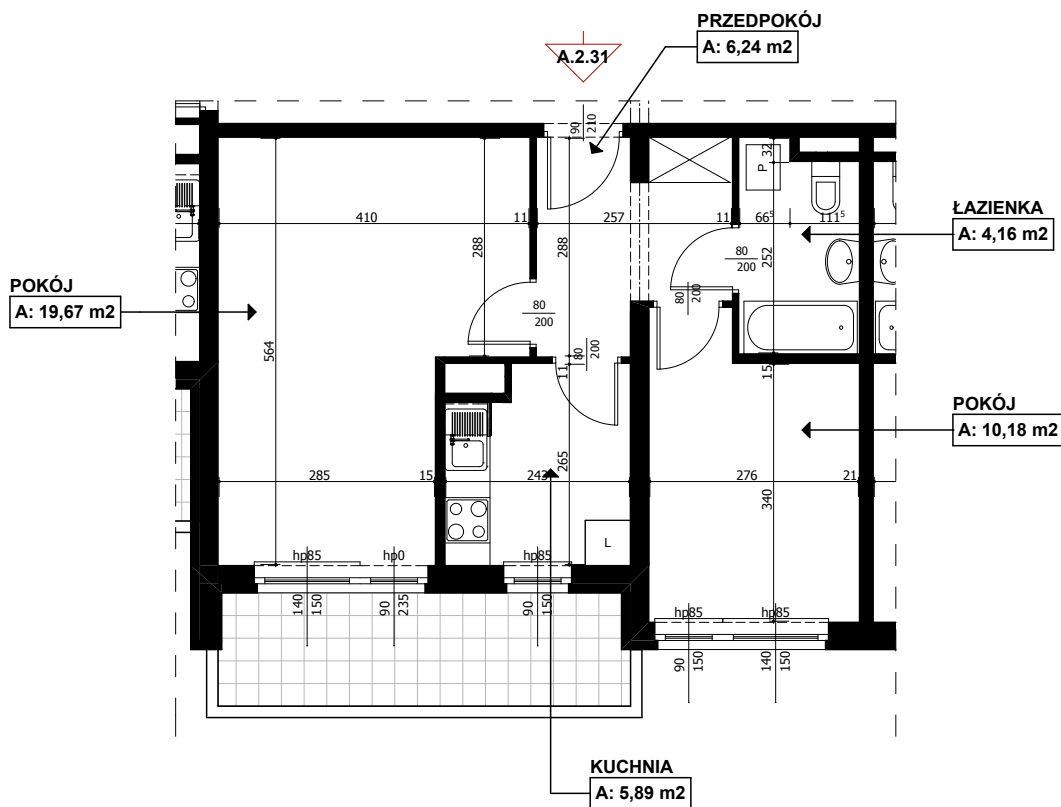 PRZEDPOKÓJ
A: 6,24 m2
A.2.31
90
210
P
32
410
11
257
11
66⁵
111⁵
ŁAZIENKA
A: 4,16 m2
288
288
80
200
252
POKÓJ
A: 19,67 m2
80
200
80
200
564
80
200
11
15
POKÓJ
A: 10,18 m2
265
285
15
243
276
21
340
L
hp85
hp0
hp85
140
150
90
235
90
150
hp85
hp85
90
150
140
150
KUCHNIA
A: 5,89 m2